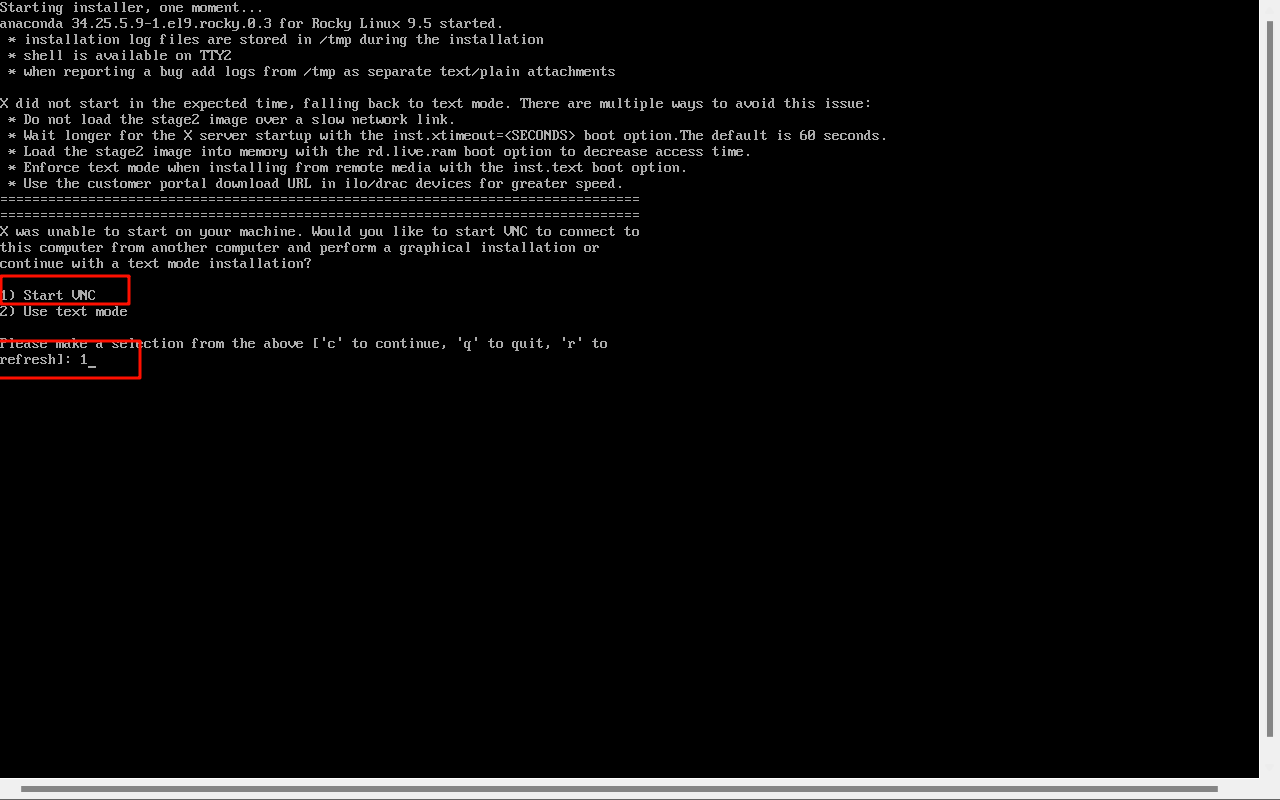 Starting installer, one moment...
anaconda 34.25.5.9-1.el9.rocky.0.3 for Rocky Linux 9.5 started.
* installation log files are stored in /tmp during the installation
* shell is available on TTY2
* when reporting a bug add logs from /tmp as separate text/plain attachments
X did not start in the expected time, falling back to text mode. There are multiple ways to avoid this issue:
* Do not load the stage2 image over a slow network link.
* Wait longer for the X server startup with the inst.xtimeout=<SECONDS> boot option.The default is 60 seconds.
* Load the stage2 image into memory with the rd.live.ram boot option to decrease access time.
* Enforce text mode when installing from remote media with the inst.text boot option.
* Use the customer portal download URL in ilo/drac devices for greater speed.
================================================================================
================================================================================
X was unable to start on your machine. Would you like to start VNC to connect to
this computer from another computer and perform a graphical installation or
continue with a text mode installation?
1) Start VNC
2) Use text mode
Please make a selection from the above ['c' to continue, 'q' to quit, 'r' to
refresh]: 1_